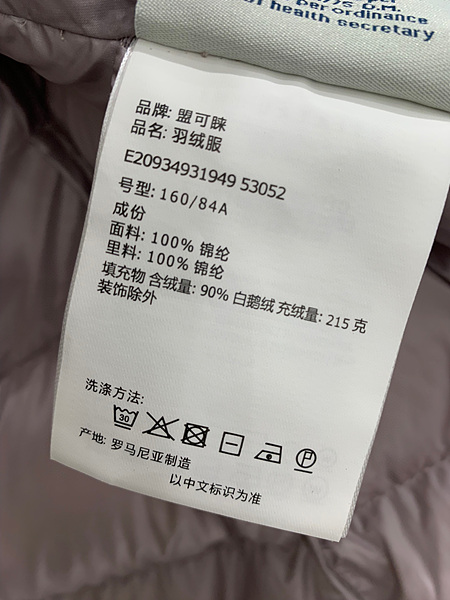 per ordinance
of health secretary
品牌: 盟可睐
品名: 羽绒服
E20934931949 53052
号型: 160/84A
成份
面料: 100% 锦纶
里料: 100% 锦纶
填充物 含绒量: 90% 白鹅绒 充绒量: 215 克
装饰除外
洗涤方法:
30
P
产地: 罗马尼亚制造
以中文标识为准